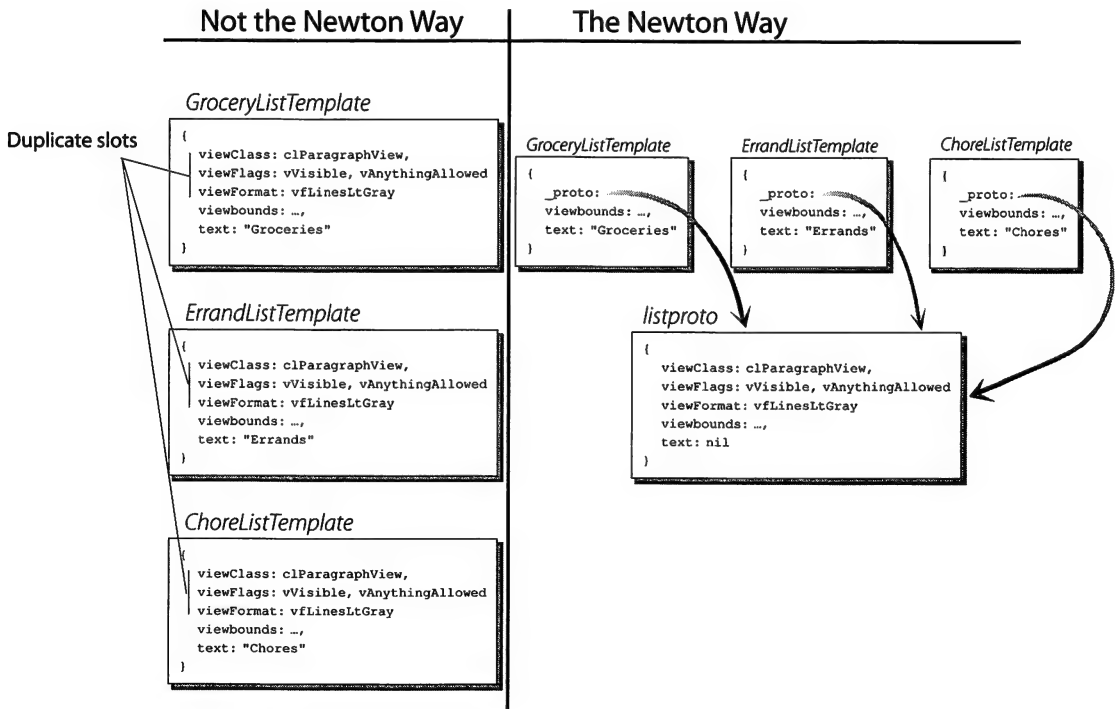 Not the Newton Way
The Newton Way
Duplicate slots
GroceryListTemplate
{
viewClass: clParagraphView,
viewFlags: vVisible, vAnythingAllowed
viewFormat: vfLinesLtGray
viewbounds: …,
text: "Groceries"
}
ErrandListTemplate
{
viewClass: clParagraphView,
viewFlags: vVisible, vAnythingAllowed
viewFormat: vfLinesLtGray
viewbounds: …,
text: "Errands"
}
ChoreListTemplate
{
viewClass: clParagraphView,
viewFlags: vVisible, vAnythingAllowed
viewFormat: vfLinesLtGray
viewbounds: …,
text: "Chores"
}
GroceryListTemplate
{
_proto:
viewbounds: …,
text: "Groceries"
}
ErrandListTemplate
{
_proto:
viewbounds: …,
text: "Errands"
}
ChoreListTemplate
{
_proto:
viewbounds: …,
text: "Chores"
}
listproto
{
viewClass: clParagraphView,
viewFlags: vVisible, vAnythingAllowed
viewFormat: vfLinesLtGray
viewbounds: …,
text: nil
}